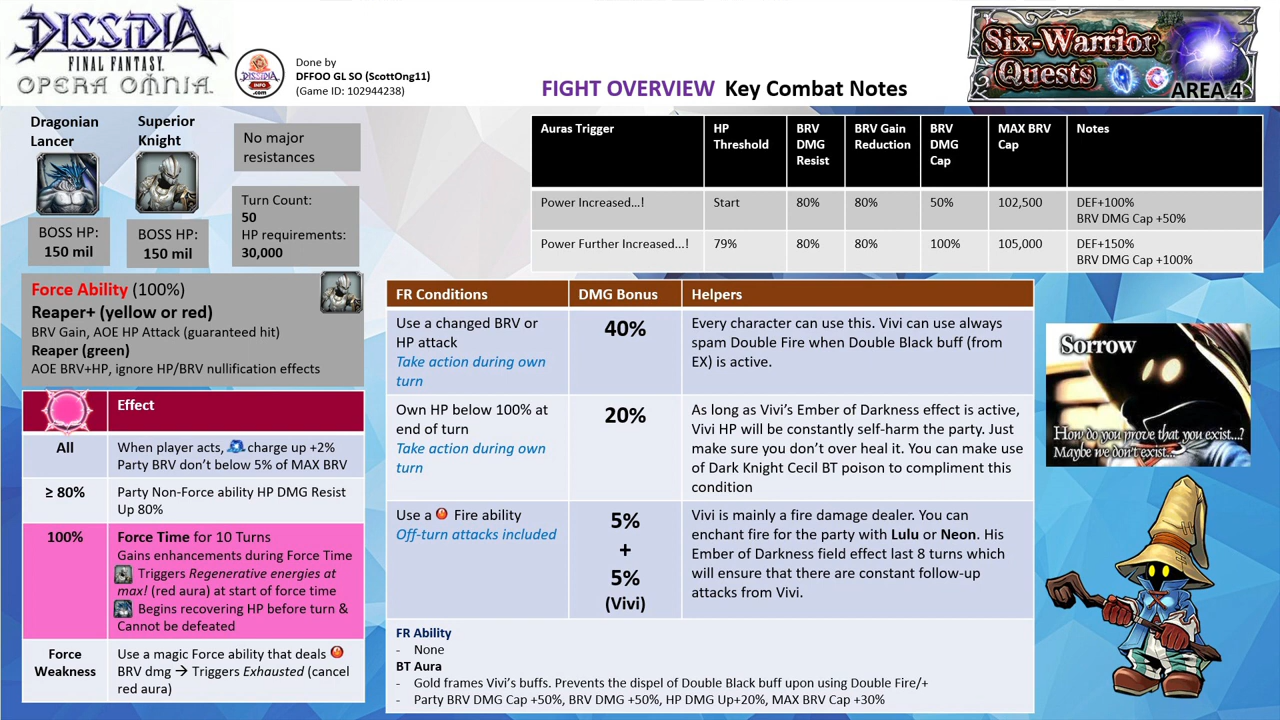 DISSIDIA
FINAL FANTASY
OPERA OMNIA
DISSIDIA
INFO
.com
Done by
DFFOO GL SO (ScottOng11)
(Game ID: 102944238)
FIGHT OVERVIEW Key Combat Notes
Six-Warrior
Quests
AREA 4
Dragonian
Lancer
Superior
Knight
BOSS HP:
150 mil
BOSS HP:
150 mil
No major
resistances
Turn Count:
50
HP requirements:
30,000
Auras Trigger
HP
Threshold
BRV
DMG
Resist
BRV Gain
Reduction
BRV
DMG
Cap
MAX BRV
Cap
Notes
Power Increased...!
Start
80%
80%
50%
102,500
DEF+100%
BRV DMG Cap +50%
Power Further Increased...!
79%
80%
80%
100%
105,000
DEF+150%
BRV DMG Cap +100%
Force Ability (100%)
Reaper+ (yellow or red)
BRV Gain, AOE HP Attack (guaranteed hit)
Reaper (green)
AOE BRV+HP, ignore HP/BRV nullification effects
Effect
All
When player acts, charge up +2%
Party BRV don't below 5% of MAX BRV
≥ 80%
Party Non-Force ability HP DMG Resist
Up 80%
100%
Force Time for 10 Turns
Gains enhancements during Force Time
Triggers Regenerative energies at
max! (red aura) at start of force time
Begins recovering HP before turn &
Cannot be defeated
Force
Weakness
Use a magic Force ability that deals
BRV dmg → Triggers Exhausted (cancel
red aura)
FR Conditions
DMG Bonus
Helpers
Use a changed BRV or
HP attack
Take action during own
turn
40%
Every character can use this. Vivi can use always
spam Double Fire when Double Black buff (from
EX) is active.
Own HP below 100% at
end of turn
Take action during own
turn
20%
As long as Vivi's Ember of Darkness effect is active,
Vivi HP will be constantly self-harm the party. Just
make sure you don't over heal it. You can make use
of Dark Knight Cecil BT poison to compliment this
condition
Use a Fire ability
Off-turn attacks included
5%
+
5%
(Vivi)
Vivi is mainly a fire damage dealer. You can
enchant fire for the party with Lulu or Neon. His
Ember of Darkness field effect last 8 turns which
will ensure that there are constant follow-up
attacks from Vivi.
FR Ability
- None
BT Aura
- Gold frames Vivi's buffs. Prevents the dispel of Double Black buff upon using Double Fire/+
- Party BRV DMG Cap +50%, BRV DMG +50%, HP DMG Up+20%, MAX BRV Cap +30%
Sorrow
How do you prove that you exist...?
Maybe we don't exist...